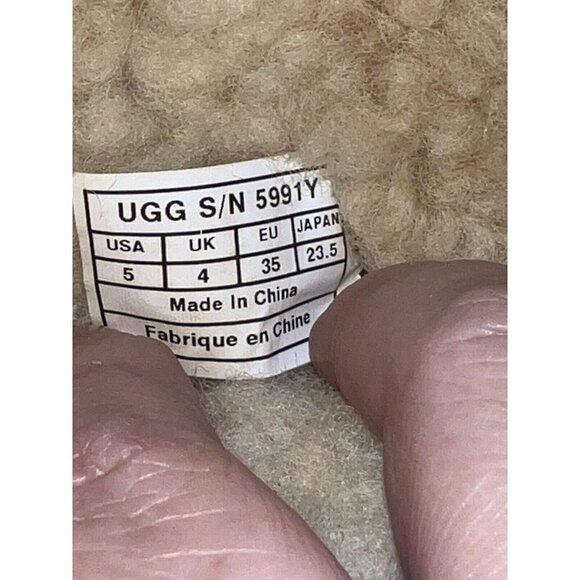 UGG S/N 5991Y
USA UK EU JAPAN
5 4 35 23.5
Made In China
Fabrique en Chine